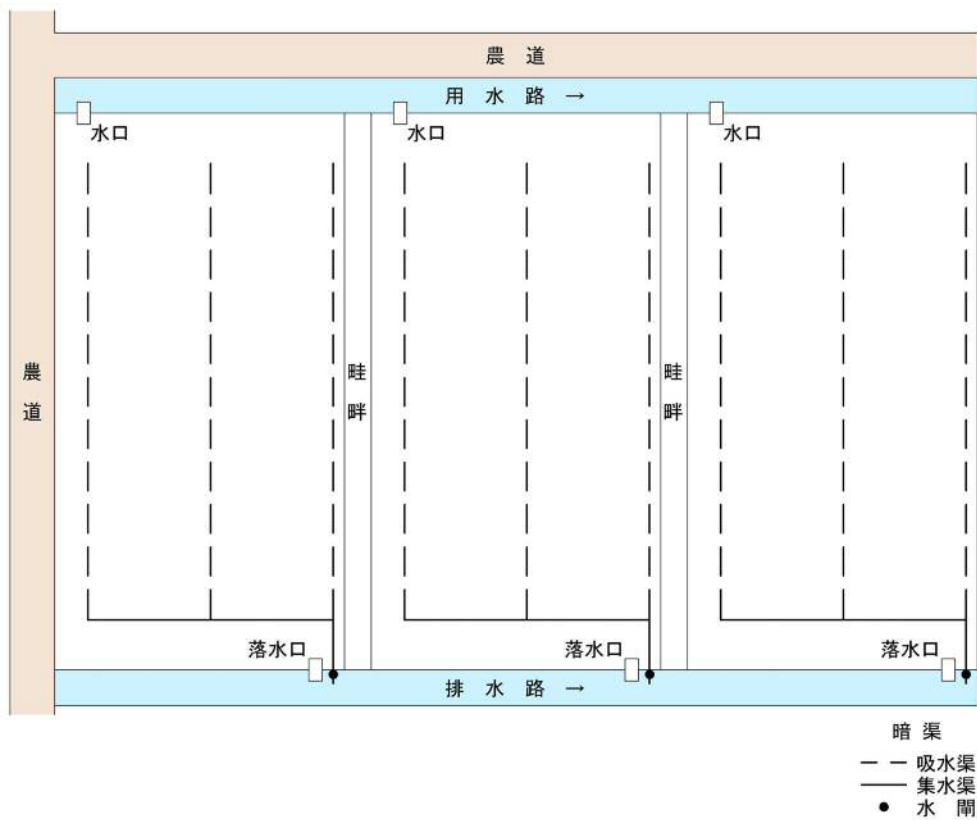 農 道
用 水 路 →
水口
水口
水口
農
道
畦
畔
畦
畔
落水口
落水口
落水口
排 水 路 →
暗 渠
吸水渠
集水渠
水 閘